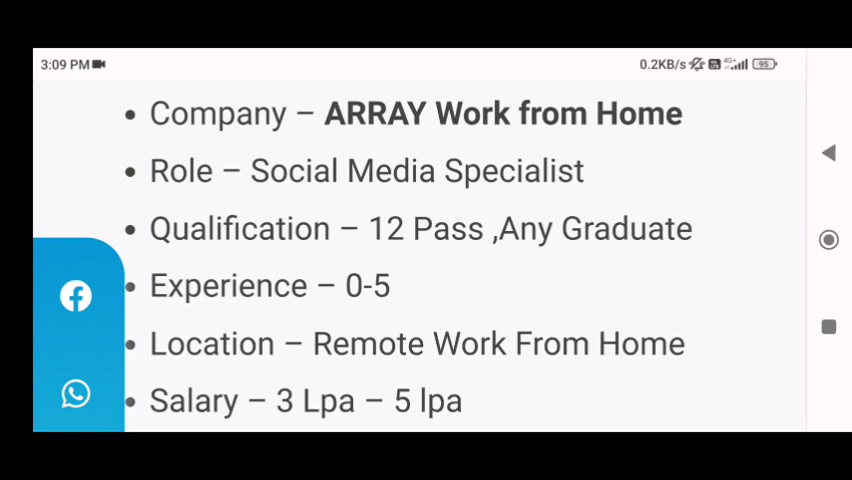 3:09 PM 0.2KB/s 4G+ 95
Company – ARRAY Work from Home
Role – Social Media Specialist
Qualification – 12 Pass ,Any Graduate
Experience – 0-5
Location – Remote Work From Home
Salary – 3 Lpa – 5 lpa